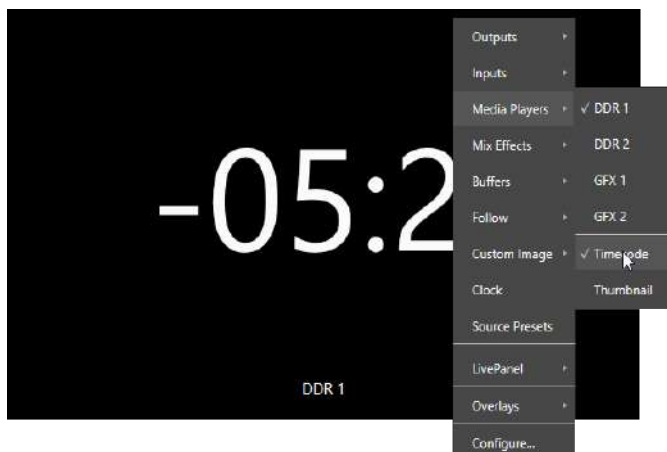 -05:2
DDR 1
Outputs
Inputs
Media Players
Mix Effects
Buffers
Follow
Custom Image
Clock
Source Presets
LivePanel
Overlays
Configure...
✓ DDR 1
DDR 2
GFX 1
GFX 2
✓ Timecode
Thumbnail